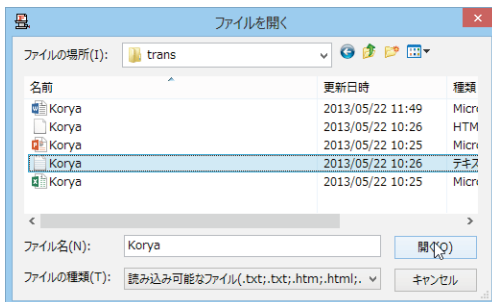 ファイルを開く
ファイルの場所(I): trans
名前 更新日時 種類
Korya 2013/05/22 11:49 Micro
Korya 2013/05/22 10:26 HTM
Korya 2013/05/22 10:25 Micro
Korya 2013/05/22 10:26 テキス
Korya 2013/05/22 10:25 Micro
ファイル名(N): Korya 開く(O)
ファイルの種類(T): 読み込み可能なファイル(.txt;.txt;.htm;.html;. キャンセル